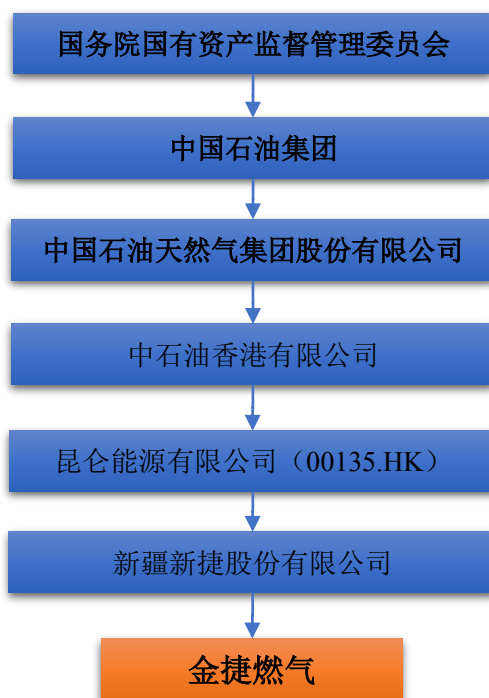 国务院国有资产监督管理委员会
中国石油集团
中国石油天然气集团股份有限公司
中石油香港有限公司
昆仑能源有限公司（00135.HK）
新疆新捷股份有限公司
金捷燃气